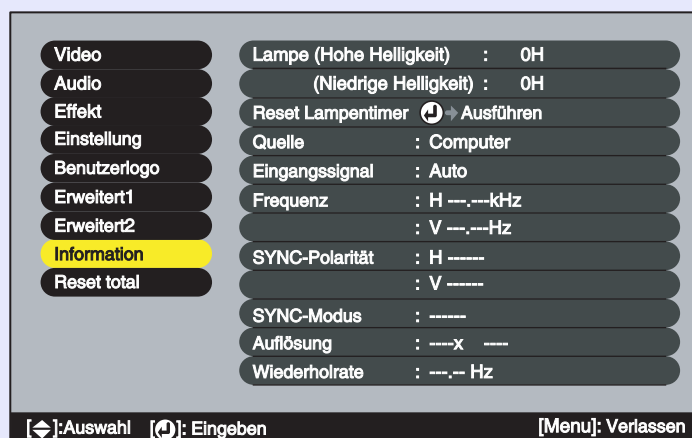 Video
Audio
Effekt
Einstellung
Benutzerlogo
Erweitert1
Erweitert2
Information
Reset total
Lampe (Hohe Helligkeit) : 0H
(Niedrige Helligkeit) : 0H
Reset Lampentimer Ausführen
Quelle : Computer
Eingangssignal : Auto
Frequenz : H ---.---kHz
: V ---.---Hz
SYNC-Polarität : H ------
: V ------
SYNC-Modus : ------
Auflösung : ----x ----
Wiederholrate : ---.-- Hz
[ ]:Auswahl [ ]: Eingeben [Menu]: Verlassen